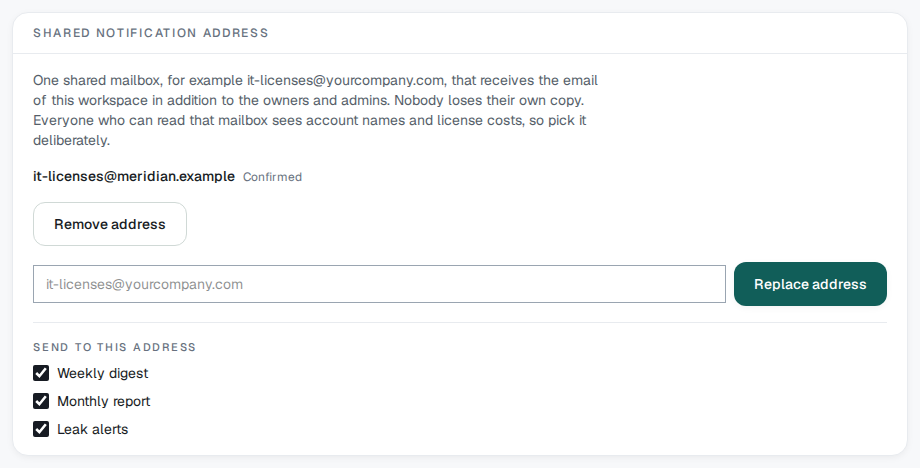 SHARED NOTIFICATION ADDRESS
One shared mailbox, for example it-licenses@yourcompany.com, that receives the email
of this workspace in addition to the owners and admins. Nobody loses their own copy.
Everyone who can read that mailbox sees account names and license costs, so pick it
deliberately.
it-licenses@meridian.example Confirmed
Remove address
it-licenses@yourcompany.com Replace address
SEND TO THIS ADDRESS
Weekly digest
Monthly report
Leak alerts